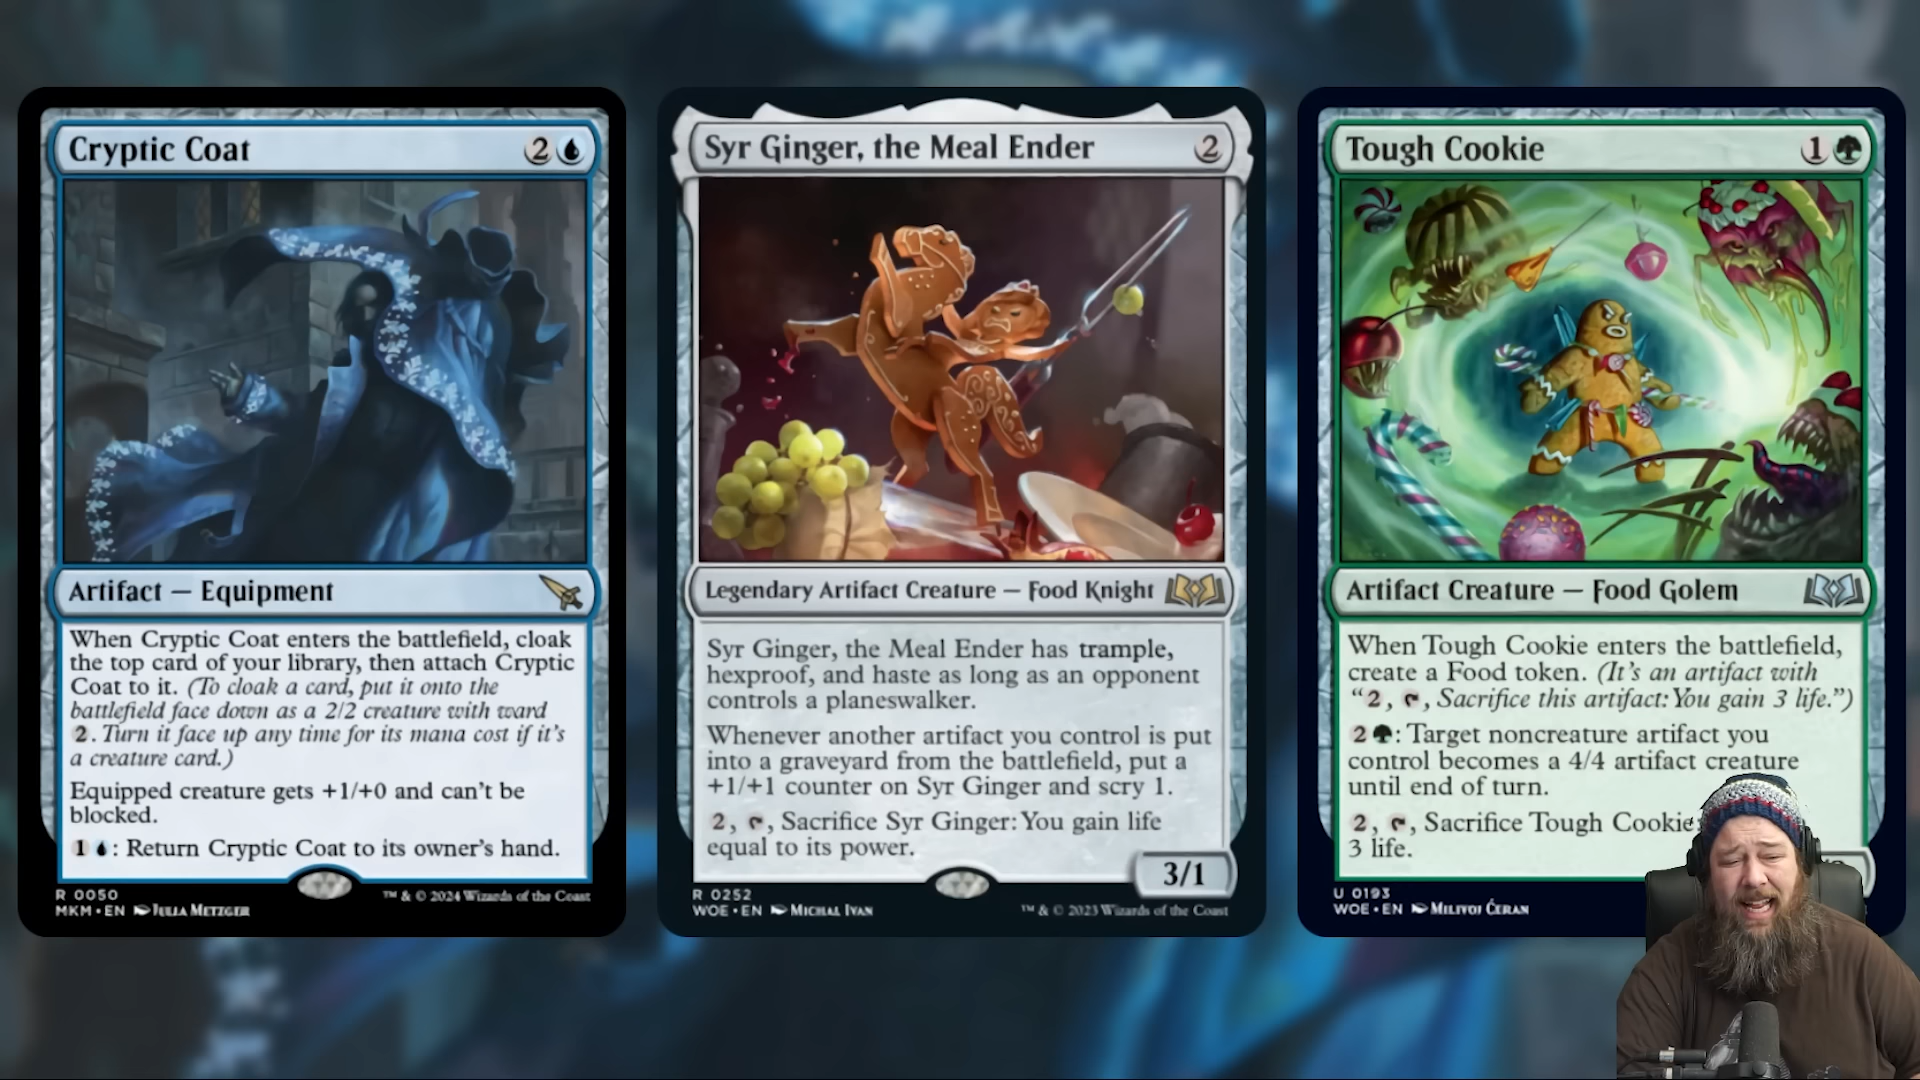 Cryptic Coat 2
Artifact — Equipment
When Cryptic Coat enters the battlefield, cloak
the top card of your library, then attach Cryptic
Coat to it. (To cloak a card, put it onto the
battlefield face down as a 2/2 creature with ward
2. Turn it face up any time for its mana cost if it's
a creature card.)
Equipped creature gets +1/+0 and can't be
blocked.
1 : Return Cryptic Coat to its owner's hand.
R 0050
MKM • EN JULIA METZGER
™ & © 2024 Wizards of the Coast
Syr Ginger, the Meal Ender 2
Legendary Artifact Creature — Food Knight
Syr Ginger, the Meal Ender has trample,
hexproof, and haste as long as an opponent
controls a planeswalker.
Whenever another artifact you control is put
into a graveyard from the battlefield, put a
+1/+1 counter on Syr Ginger and scry 1.
2, , Sacrifice Syr Ginger: You gain life
equal to its power.
3/1
R 0252
WOE • EN MICHAL IVAN
™ & © 2023 Wizards of the Coast
Tough Cookie 1
Artifact Creature — Food Golem
When Tough Cookie enters the battlefield,
create a Food token. (It's an artifact with
"2, , Sacrifice this artifact: You gain 3 life.")
2 : Target noncreature artifact you
control becomes a 4/4 artifact creature
until end of turn.
2, , Sacrifice Tough Cookie:
3 life.
U 0193
WOE • EN MILIVOJ ĆERAN